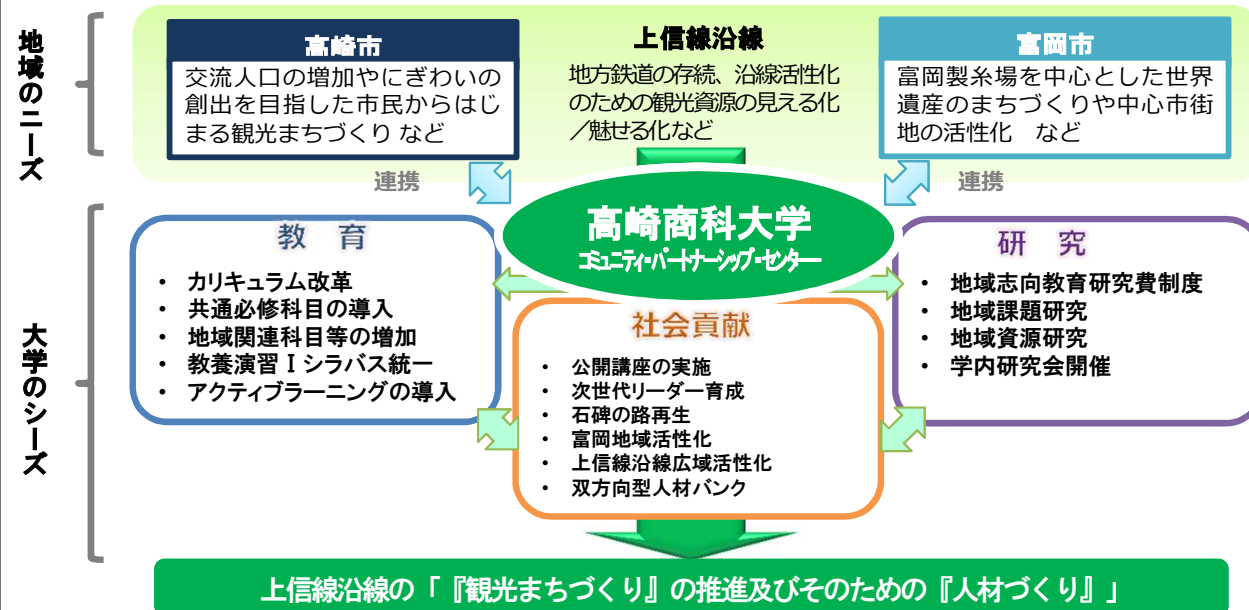 地域のニーズ
高崎市
交流人口の増加やにぎわいの
創出を目指した市民からはじ
まる観光まちづくり など
上信線沿線
地方鉄道の存続、沿線活性化
のための観光資源の見える化
／魅せる化など
富岡市
富岡製糸場を中心とした世界
遺産のまちづくりや中心市街
地の活性化　など
連携
連携
高崎商科大学
コミュニティ・パートナーシップ・センター
大学のシーズ
教　育
・ カリキュラム改革
・ 共通必修科目の導入
・ 地域関連科目等の増加
・ 教養演習Ⅰシラバス統一
・ アクティブラーニングの導入
社会貢献
・ 公開講座の実施
・ 次世代リーダー育成
・ 石碑の路再生
・ 富岡地域活性化
・ 上信線沿線広域活性化
・ 双方向型人材バンク
研　究
・ 地域志向教育研究費制度
・ 地域課題研究
・ 地域資源研究
・ 学内研究会開催
上信線沿線の「『観光まちづくり』の推進及びそのための『人材づくり』」